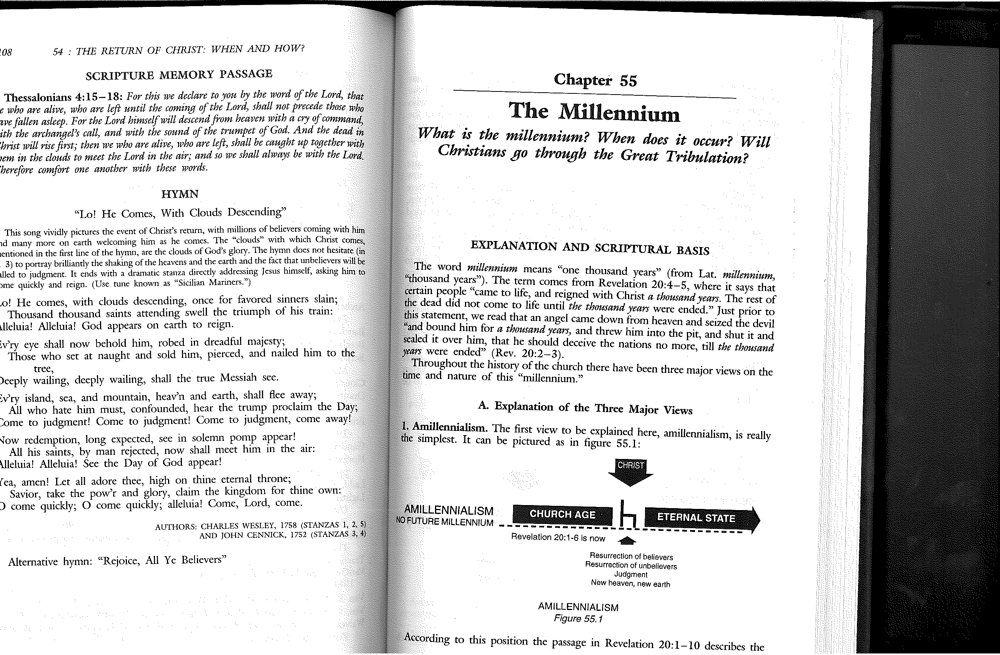 108 54 : THE RETURN OF CHRIST: WHEN AND HOW?
SCRIPTURE MEMORY PASSAGE
Thessalonians 4:15–18: For this we declare to you by the word of the Lord, that
who are alive, who are left until the coming of the Lord, shall not precede those who
fallen asleep. For the Lord himself will descend from heaven with a cry of command,
the archangel's call, and with the sound of the trumpet of God. And the dead in
will rise first; then we who are alive, who are left, shall be caught up together with
in the clouds to meet the Lord in the air; and so we shall always be with the Lord.
comfort one another with these words.
HYMN
“Lo! He Comes, With Clouds Descending”
This song vividly pictures the event of Christ's return, with millions of believers coming with him
many more on earth welcoming him as he comes. The “clouds” with which Christ comes,
in the first line of the hymn, are the clouds of God's glory. The hymn does not hesitate (in
3) to portray brilliantly the shaking of the heavens and the earth and the fact that unbelievers will be
to judgment. It ends with a dramatic stanza directly addressing Jesus himself, asking him to
quickly and reign. (Use tune known as “Sicilian Mariners.”)
Lo! He comes, with clouds descending, once for favored sinners slain;
Thousand thousand saints attending swell the triumph of his train:
Alleluia! Alleluia! God appears on earth to reign.
Ev'ry eye shall now behold him, robed in dreadful majesty;
Those who set at naught and sold him, pierced, and nailed him to the
tree,
Deeply wailing, deeply wailing, shall the true Messiah see.
Ev'ry island, sea, and mountain, heav'n and earth, shall flee away;
All who hate him must, confounded, hear the trump proclaim the Day;
Come to judgment! Come to judgment! Come to judgment, come away!
Now redemption, long expected, see in solemn pomp appear!
All his saints, by man rejected, now shall meet him in the air:
Alleluia! Alleluia! See the Day of God appear!
Yea, amen! Let all adore thee, high on thine eternal throne;
Savior, take the pow'r and glory, claim the kingdom for thine own:
O come quickly; O come quickly; alleluia! Come, Lord, come.
AUTHORS: CHARLES WESLEY, 1758 (STANZAS 1, 2, 5)
AND JOHN CENNICK, 1752 (STANZAS 3, 4)
Alternative hymn: “Rejoice, All Ye Believers”
Chapter 55
The Millennium
What is the millennium? When does it occur? Will
Christians go through the Great Tribulation?
EXPLANATION AND SCRIPTURAL BASIS
The word millennium means “one thousand years” (from Lat. millennium,
“thousand years”). The term comes from Revelation 20:4–5, where it says that
certain people “came to life, and reigned with Christ a thousand years. The rest of
the dead did not come to life until the thousand years were ended.” Just prior to
this statement, we read that an angel came down from heaven and seized the devil
“and bound him for a thousand years, and threw him into the pit, and shut it and
sealed it over him, that he should deceive the nations no more, till the thousand
years were ended” (Rev. 20:2–3).
Throughout the history of the church there have been three major views on the
time and nature of this “millennium.”
A. Explanation of the Three Major Views
1. Amillennialism. The first view to be explained here, amillennialism, is really
the simplest. It can be pictured as in figure 55.1:
CHRIST
AMILLENNIALISM
NO FUTURE MILLENNIUM
CHURCH AGE
ETERNAL STATE
Revelation 20:1-6 is now
Resurrection of believers
Resurrection of unbelievers
Judgment
New heaven, new earth
AMILLENNIALISM
Figure 55.1
According to this position the passage in Revelation 20:1–10 describes the